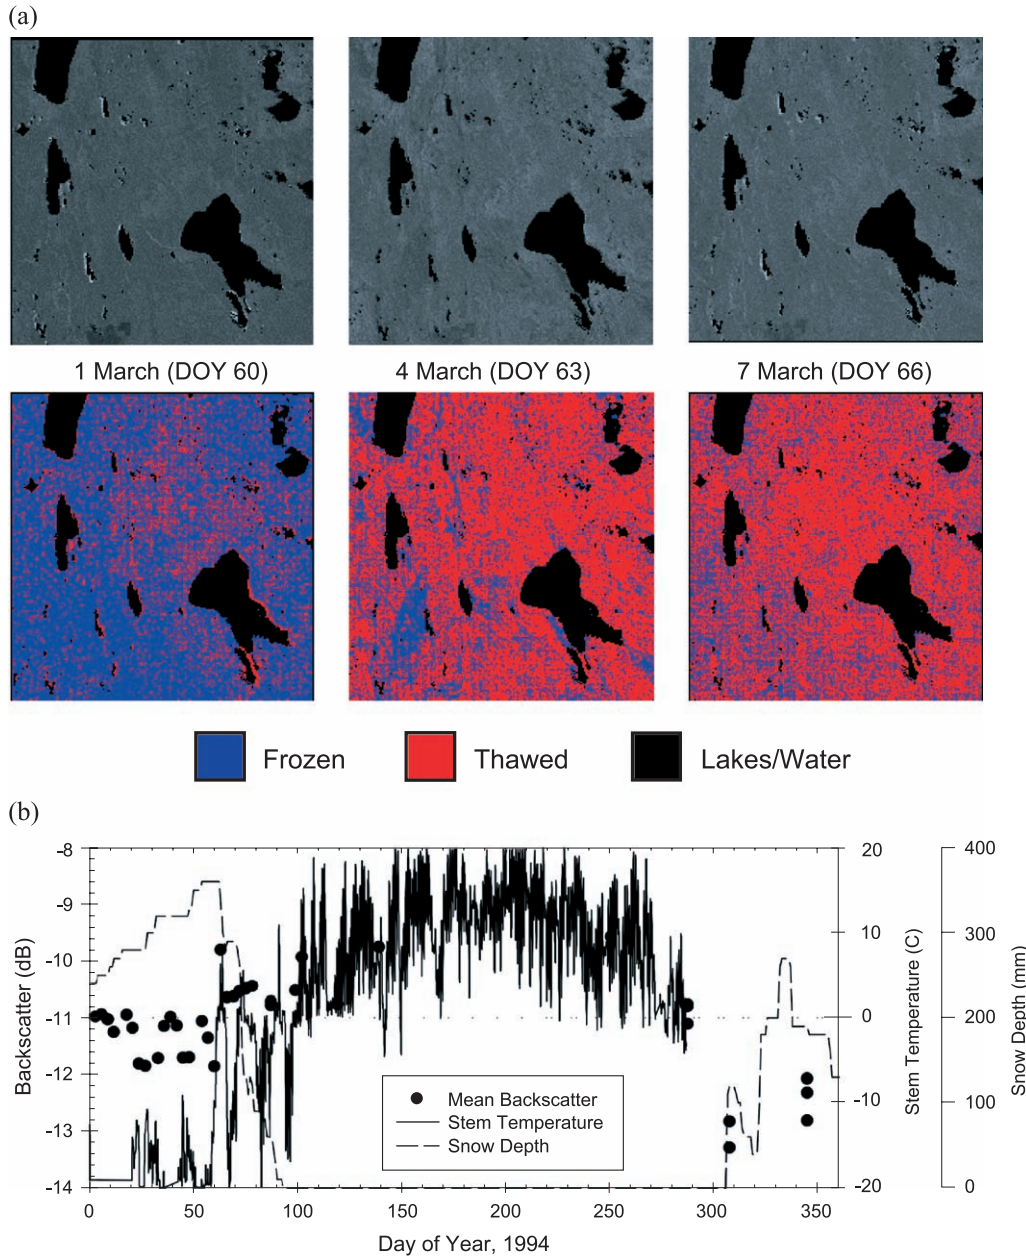 (a)
1 March (DOY 60) 4 March (DOY 63) 7 March (DOY 66)
Frozen Thawed Lakes/Water
(b)
-8 20 400
-9 300
-10 10
-11 0 200
-12
-10 100
-13
-14 -20 0
Backscatter (dB)
Stem Temperature (C)
Snow Depth (mm)
Mean Backscatter
Stem Temperature
Snow Depth
0 50 100 150 200 250 300 350
Day of Year, 1994